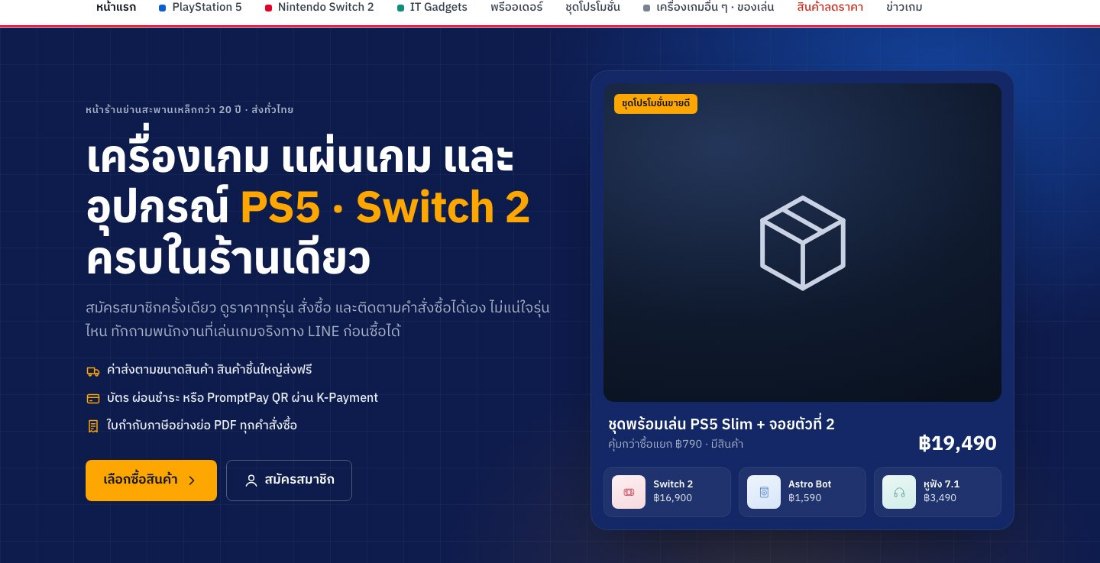 หน้าแรก PlayStation 5 Nintendo Switch 2 IT Gadgets พรีออเดอร์ ชุดโปรโมชั่น เครื่องเกมอื่น ๆ · ของเล่น สินค้าลดราคา ข่าวเกม
หน้าร้านย่านสะพานเหล็กกว่า 20 ปี · ส่งทั่วไทย
เครื่องเกม แผ่นเกม และ
อุปกรณ์ PS5 · Switch 2
ครบในร้านเดียว
สมัครสมาชิกครั้งเดียว ดูราคาทุกรุ่น สั่งซื้อ และติดตามคำสั่งซื้อได้เอง ไม่แน่ใจรุ่น
ไหน ทักถามพนักงานที่เล่นเกมจริงทาง LINE ก่อนซื้อได้
ค่าส่งตามขนาดสินค้า สินค้าชิ้นใหญ่ส่งฟรี
บัตร ผ่อนชำระ หรือ PromptPay QR ผ่าน K-Payment
ใบกำกับภาษีอย่างย่อ PDF ทุกคำสั่งซื้อ
เลือกซื้อสินค้า
สมัครสมาชิก
ชุดโปรโมชั่นขายดี
ชุดพร้อมเล่น PS5 Slim + จอยตัวที่ 2
คุ้มกว่าซื้อแยก ฿790 · มีสินค้า
฿19,490
Switch 2
฿16,900
Astro Bot
฿1,590
หูฟัง 7.1
฿3,490